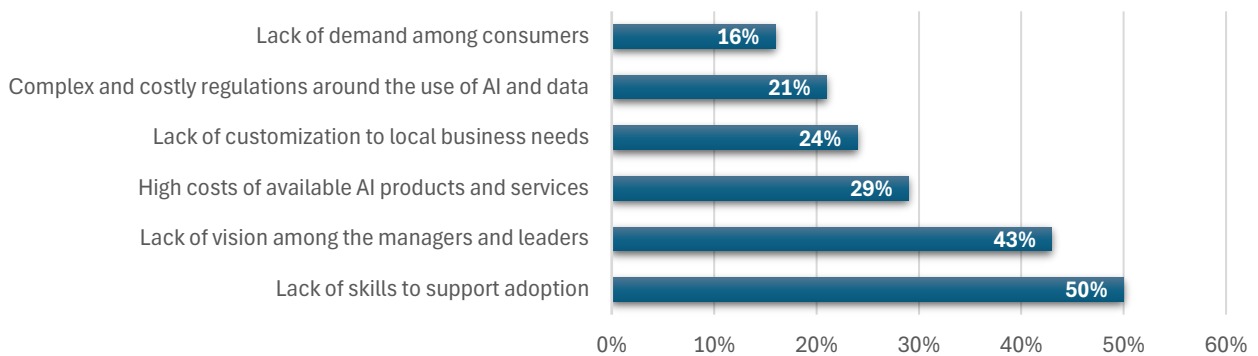 Lack of demand among consumers 16%
Complex and costly regulations around the use of AI and data 21%
Lack of customization to local business needs 24%
High costs of available AI products and services 29%
Lack of vision among the managers and leaders 43%
Lack of skills to support adoption 50%
0% 10% 20% 30% 40% 50% 60%